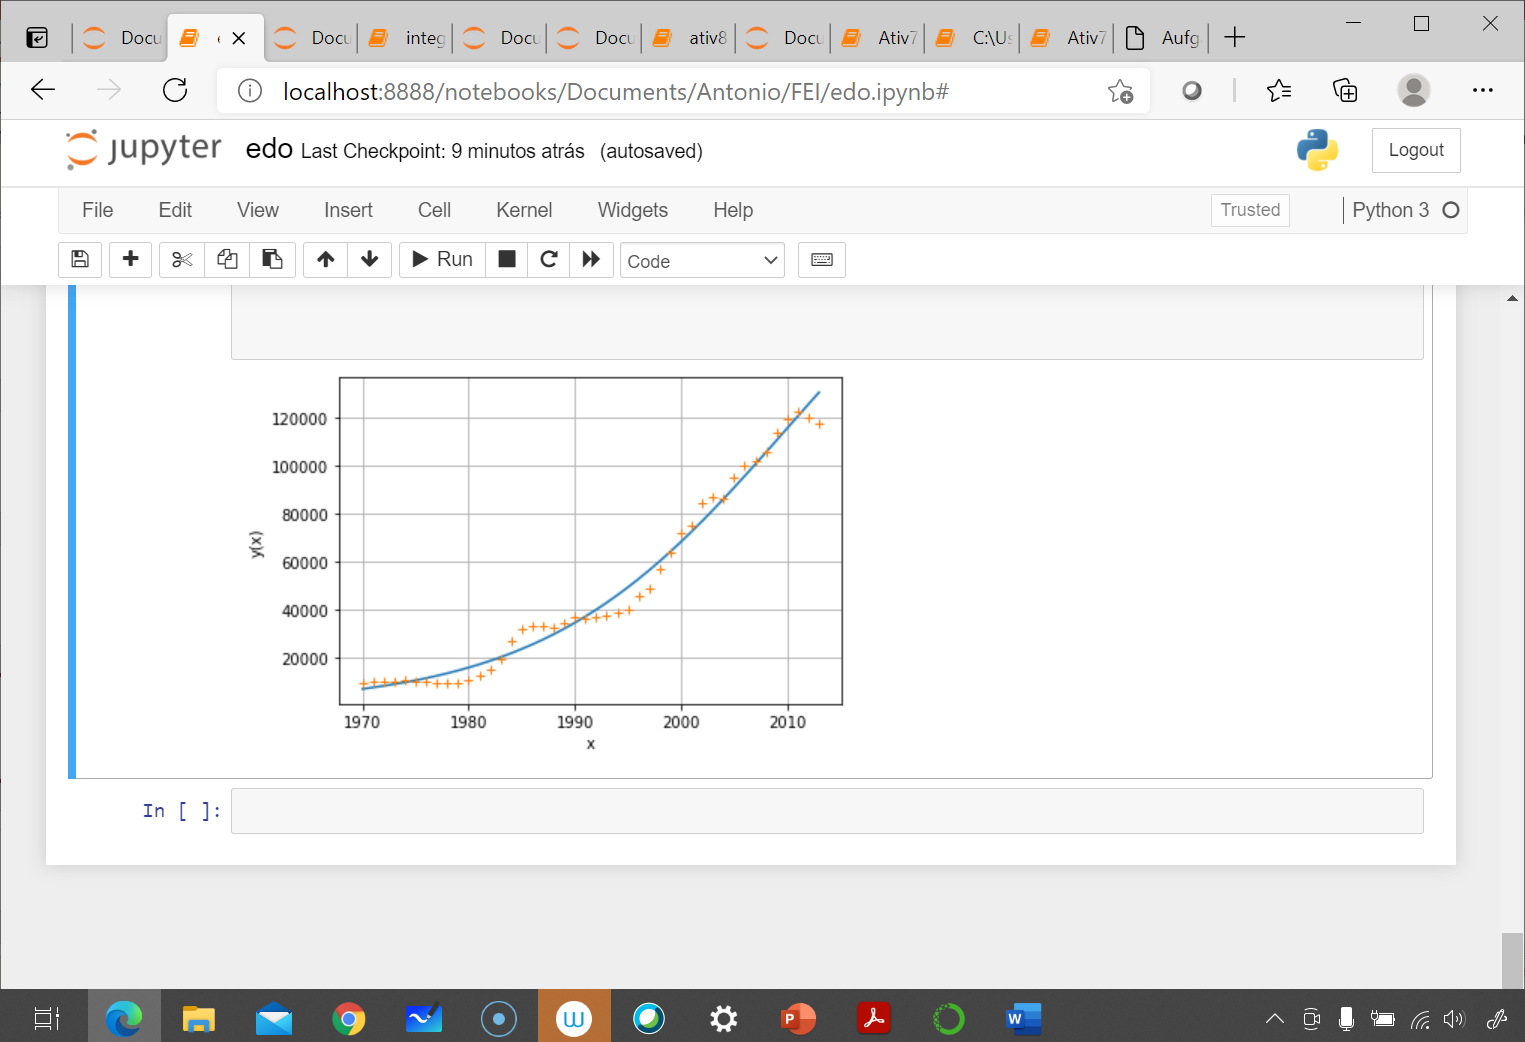 Docu
Docu
integ
Docu
Docu
ativ8
Docu
Ativ7
C:\Us
Ativ7
Aufg
localhost:8888/notebooks/Documents/Antonio/FEI/edo.ipynb#
jupyter edo Last Checkpoint: 9 minutos atrás (autosaved)
Logout
File Edit View Insert Cell Kernel Widgets Help
Trusted
Python 3
Run
Code
120000
100000
80000
60000
40000
20000
y(x)
1970 1980 1990 2000 2010
x
In [ ]: